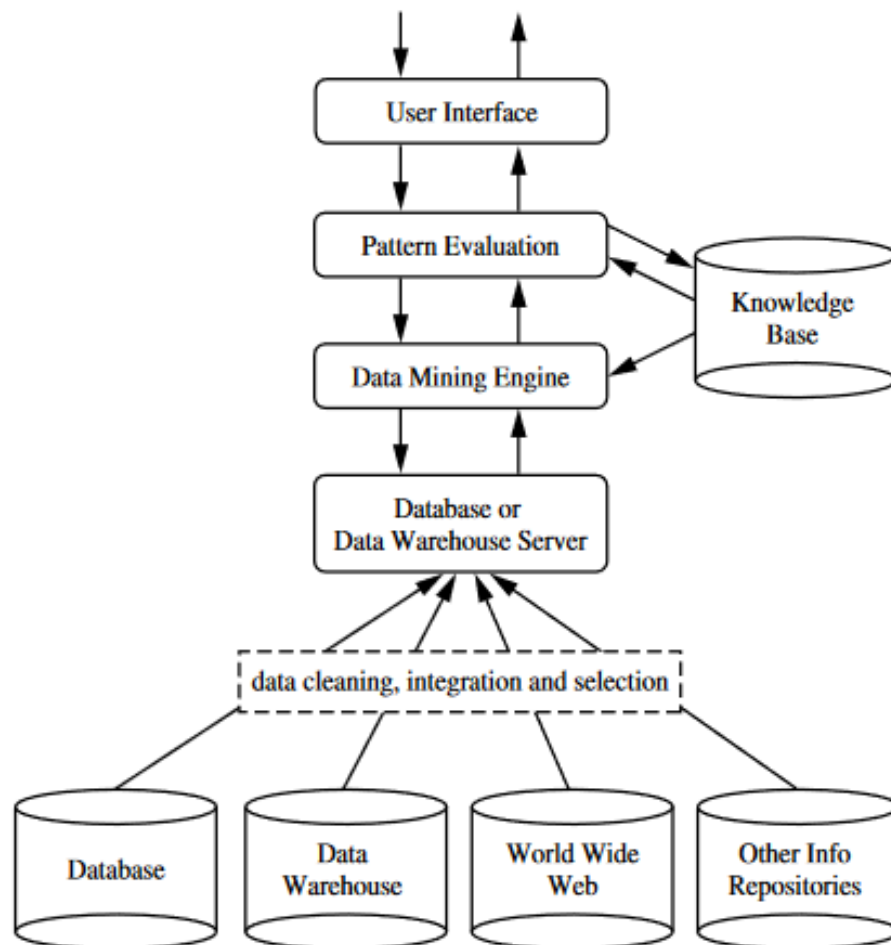 User Interface
Pattern Evaluation
Knowledge
Base
Data Mining Engine
Database or
Data Warehouse Server
data cleaning, integration and selection
Database
Data
Warehouse
World Wide
Web
Other Info
Repositories